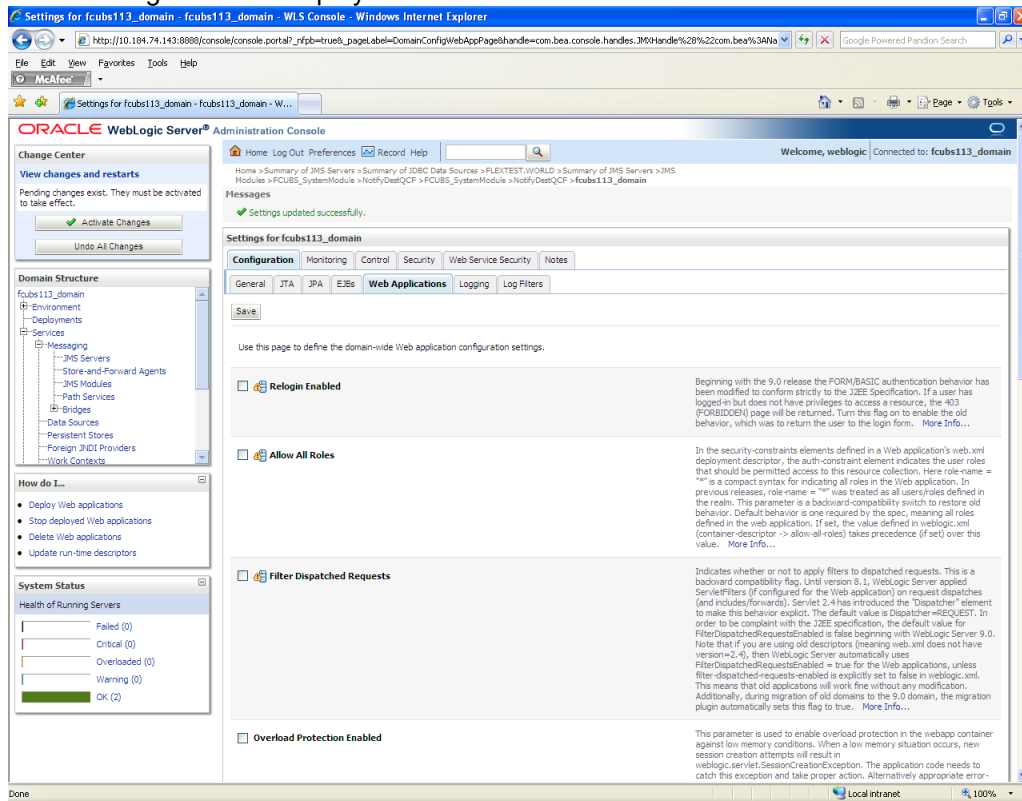 Settings for fcubs113_domain - fcubs113_domain - WLS Console - Windows Internet Explorer
http://10.184.74.143:8888/console/console.portal?_nfpb=true&_pageLabel=DomainConfigWebAppPage&handle=com.bea.console.handles.JMXHandle%28%22com.bea%3ANa
Google Powered Pandion Search
File Edit View Favorites Tools Help
McAfee
Settings for fcubs113_domain - fcubs113_domain - W...
Page Tools
ORACLE WebLogic Server® Administration Console
Change Center
View changes and restarts
Pending changes exist. They must be activated
to take effect.
Activate Changes
Undo All Changes
Domain Structure
fcubs113_domain
Environment
Deployments
Services
Messaging
JMS Servers
Store-and-Forward Agents
JMS Modules
Path Services
Bridges
Data Sources
Persistent Stores
Foreign JNDI Providers
Work Contexts
How do I...
Deploy Web applications
Stop deployed Web applications
Delete Web applications
Update run-time descriptors
System Status
Health of Running Servers
Failed (0)
Critical (0)
Overloaded (0)
Warning (0)
OK (2)
Home Log Out Preferences Record Help
Welcome, weblogic Connected to: fcubs113_domain
Home >Summary of JMS Servers >Summary of JDBC Data Sources >FLEXTEST.WORLD >Summary of JMS Servers >JMS
Modules >FCUBS_SystemModule >NotifyDestQCF >FCUBS_SystemModule >NotifyDestQCF >fcubs113_domain
Messages
Settings updated successfully.
Settings for fcubs113_domain
Configuration Monitoring Control Security Web Service Security Notes
General JTA JPA EJBs Web Applications Logging Log Filters
Save
Use this page to define the domain-wide Web application configuration settings.
Relogin Enabled
Beginning with the 9.0 release the FORM/BASIC authentication behavior has
been modified to conform strictly to the J2EE Specification. If a user has
logged-in but does not have privileges to access a resource, the 403
(FORBIDDEN) page will be returned. Turn this flag on to enable the old
behavior, which was to return the user to the login form. More Info...
Allow All Roles
In the security-constraints elements defined in a Web application's web.xml
deployment descriptor, the auth-constraint element indicates the user roles
that should be permitted access to this resource collection. Here role-name =
"*" is a compact syntax for indicating all roles in the Web application. In
previous releases, role-name = "*" was treated as all users/roles defined in
the realm. This parameter is a backward-compatibility switch to restore old
behavior. Default behavior is one required by the spec, meaning all roles
defined in the web application. If set, the value defined in weblogic.xml
(container-descriptor -> allow-all-roles) takes precedence (if set) over this
value. More Info...
Filter Dispatched Requests
Indicates whether or not to apply filters to dispatched requests. This is a
backward compatibility flag. Until version 8.1, WebLogic Server applied
ServletFilters (if configured for the Web application) on request dispatches
(and includes/forwards). Servlet 2.4 has introduced the "Dispatcher" element
to make this behavior explicit. The default value is Dispatcher=REQUEST. In
order to be complaint with the J2EE specification, the default value for
FilterDispatchedRequestsEnabled is false beginning with WebLogic Server 9.0.
Note that if you are using old descriptors (meaning web.xml does not have
version=2.4), then WebLogic Server automatically uses
FilterDispatchedRequestsEnabled = true for the Web applications, unless
filter-dispatched-requests-enabled is explicitly set to false in weblogic.xml.
This means that old applications will work fine without any modification.
Additionally, during migration of old domains to the 9.0 domain, the migration
plugin automatically sets this flag to true. More Info...
Overload Protection Enabled
This parameter is used to enable overload protection in the webapp container
against low memory conditions. When a low memory situation occurs, new
session creation attempts will result in
weblogic.servlet.SessionCreationException. The application code needs to
catch this exception and take proper action. Alternatively appropriate error-
Done
Local intranet
100%